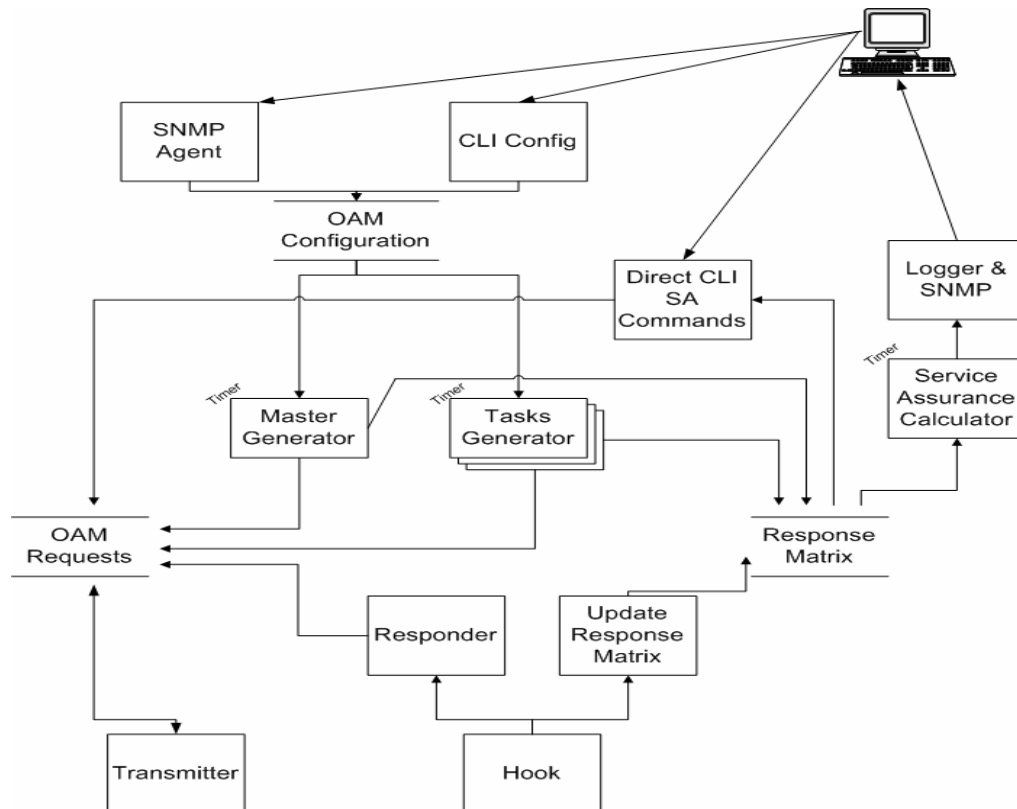 SNMP
Agent
CLI Config
OAM
Configuration
Direct CLI
SA
Commands
Logger &
SNMP
Timer
Master
Generator
Timer
Tasks
Generator
Timer
Service
Assurance
Calculator
OAM
Requests
Response
Matrix
Responder
Update
Response
Matrix
Transmitter
Hook